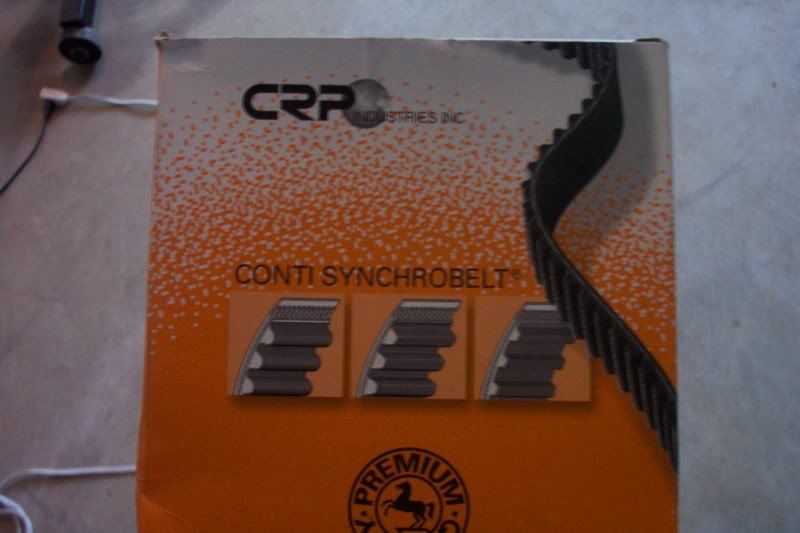 CRP
INDUSTRIES INC.
CONTI SYNCHROBELT®
PREMIUM